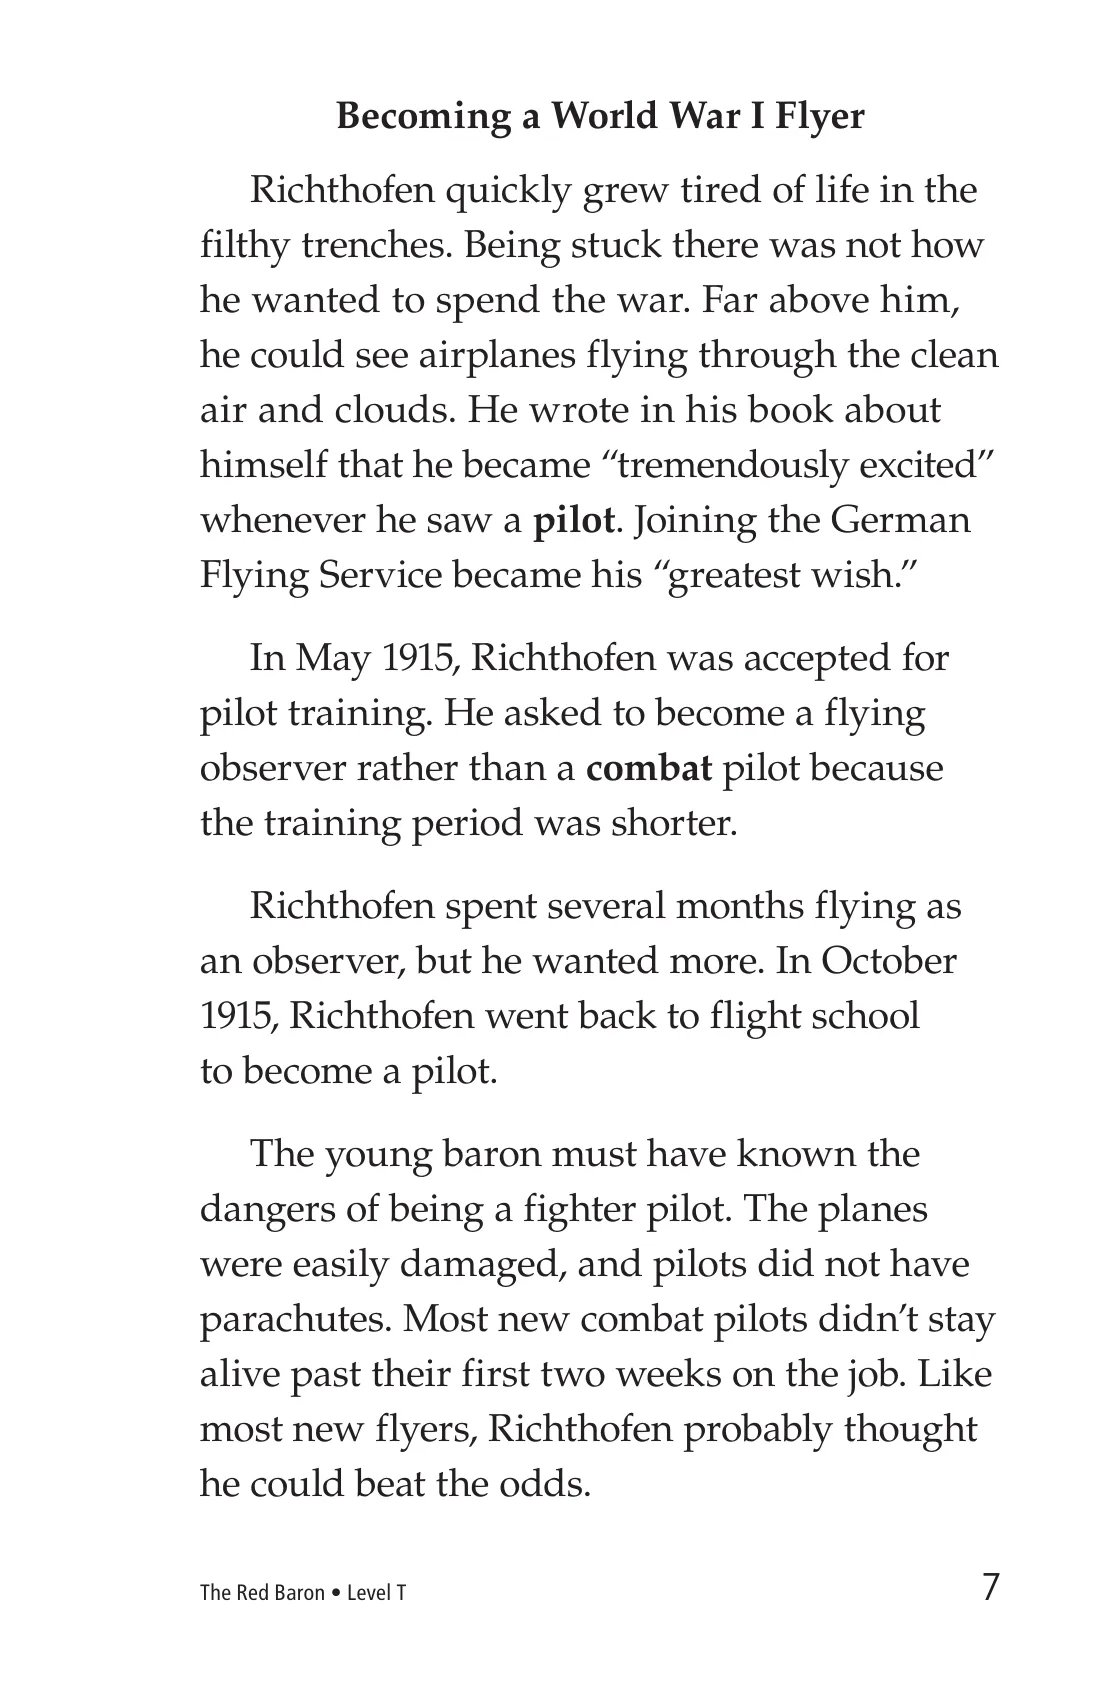 Becoming a World War I Flyer
Richthofen quickly grew tired of life in the
filthy trenches. Being stuck there was not how
he wanted to spend the war. Far above him,
he could see airplanes flying through the clean
air and clouds. He wrote in his book about
himself that he became “tremendously excited”
whenever he saw a pilot. Joining the German
Flying Service became his “greatest wish.”
In May 1915, Richthofen was accepted for
pilot training. He asked to become a flying
observer rather than a combat pilot because
the training period was shorter.
Richthofen spent several months flying as
an observer, but he wanted more. In October
1915, Richthofen went back to flight school
to become a pilot.
The young baron must have known the
dangers of being a fighter pilot. The planes
were easily damaged, and pilots did not have
parachutes. Most new combat pilots didn’t stay
alive past their first two weeks on the job. Like
most new flyers, Richthofen probably thought
he could beat the odds.
The Red Baron • Level T 7